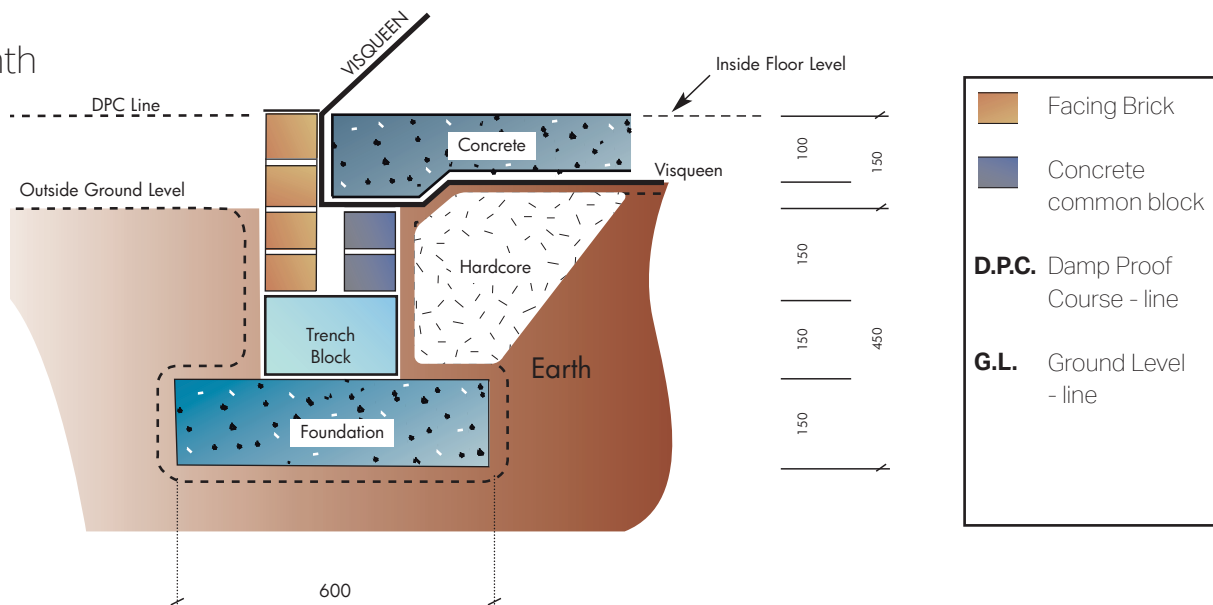 VISQUEEN
Inside Floor Level
DPC Line
Concrete
100
150
Visqueen
Outside Ground Level
150
Hardcore
Trench
Block
150
450
Earth
Foundation
150
600
Facing Brick
Concrete
common block
D.P.C. Damp Proof
Course - line
G.L. Ground Level
- line